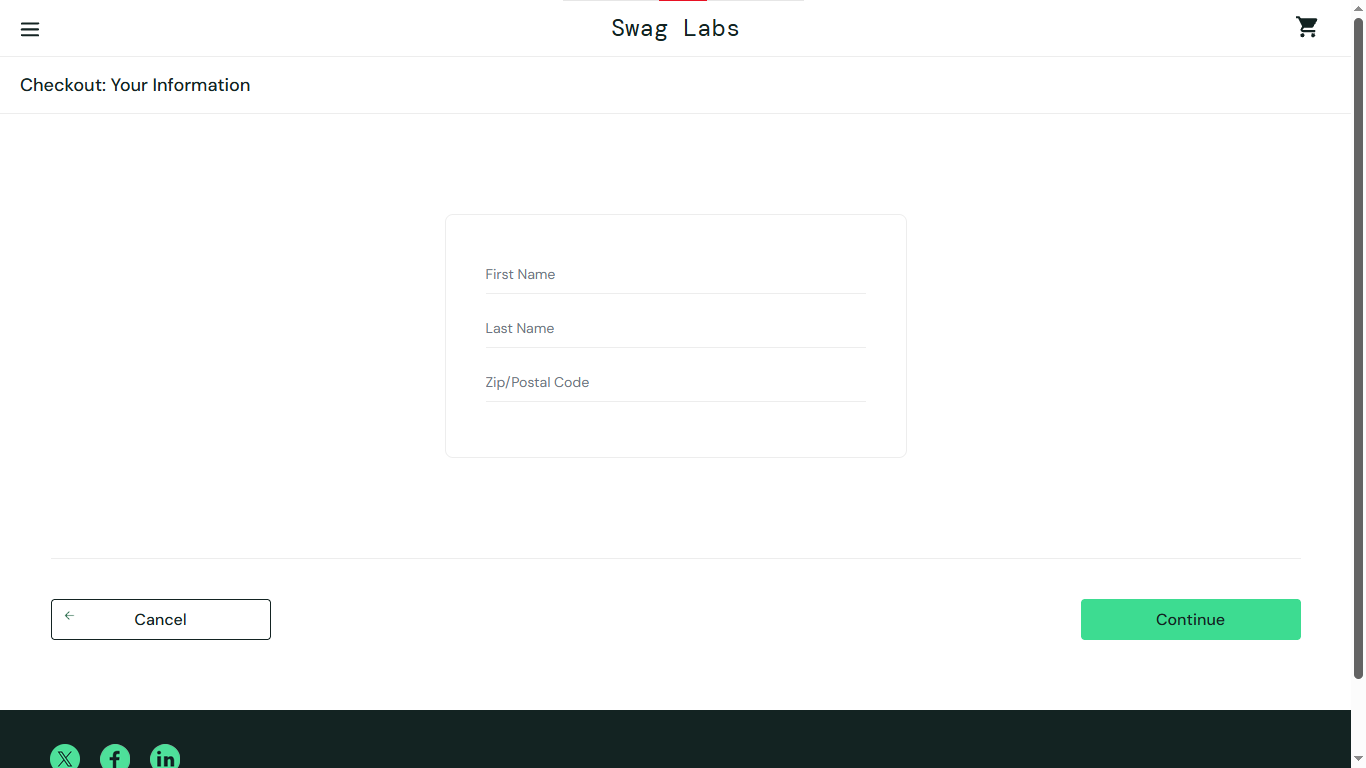 Swag Labs
Checkout: Your Information
First Name
Last Name
Zip/Postal Code
Cancel
Continue